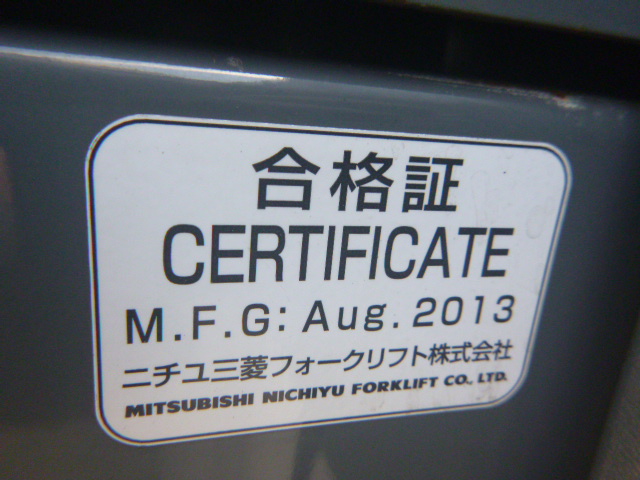 合格証
CERTIFICATE
M.F.G: Aug. 2013
ニチユ三菱フォークリフト株式会社
MITSUBISHI NICHIYU FORKLIFT CO., LTD.